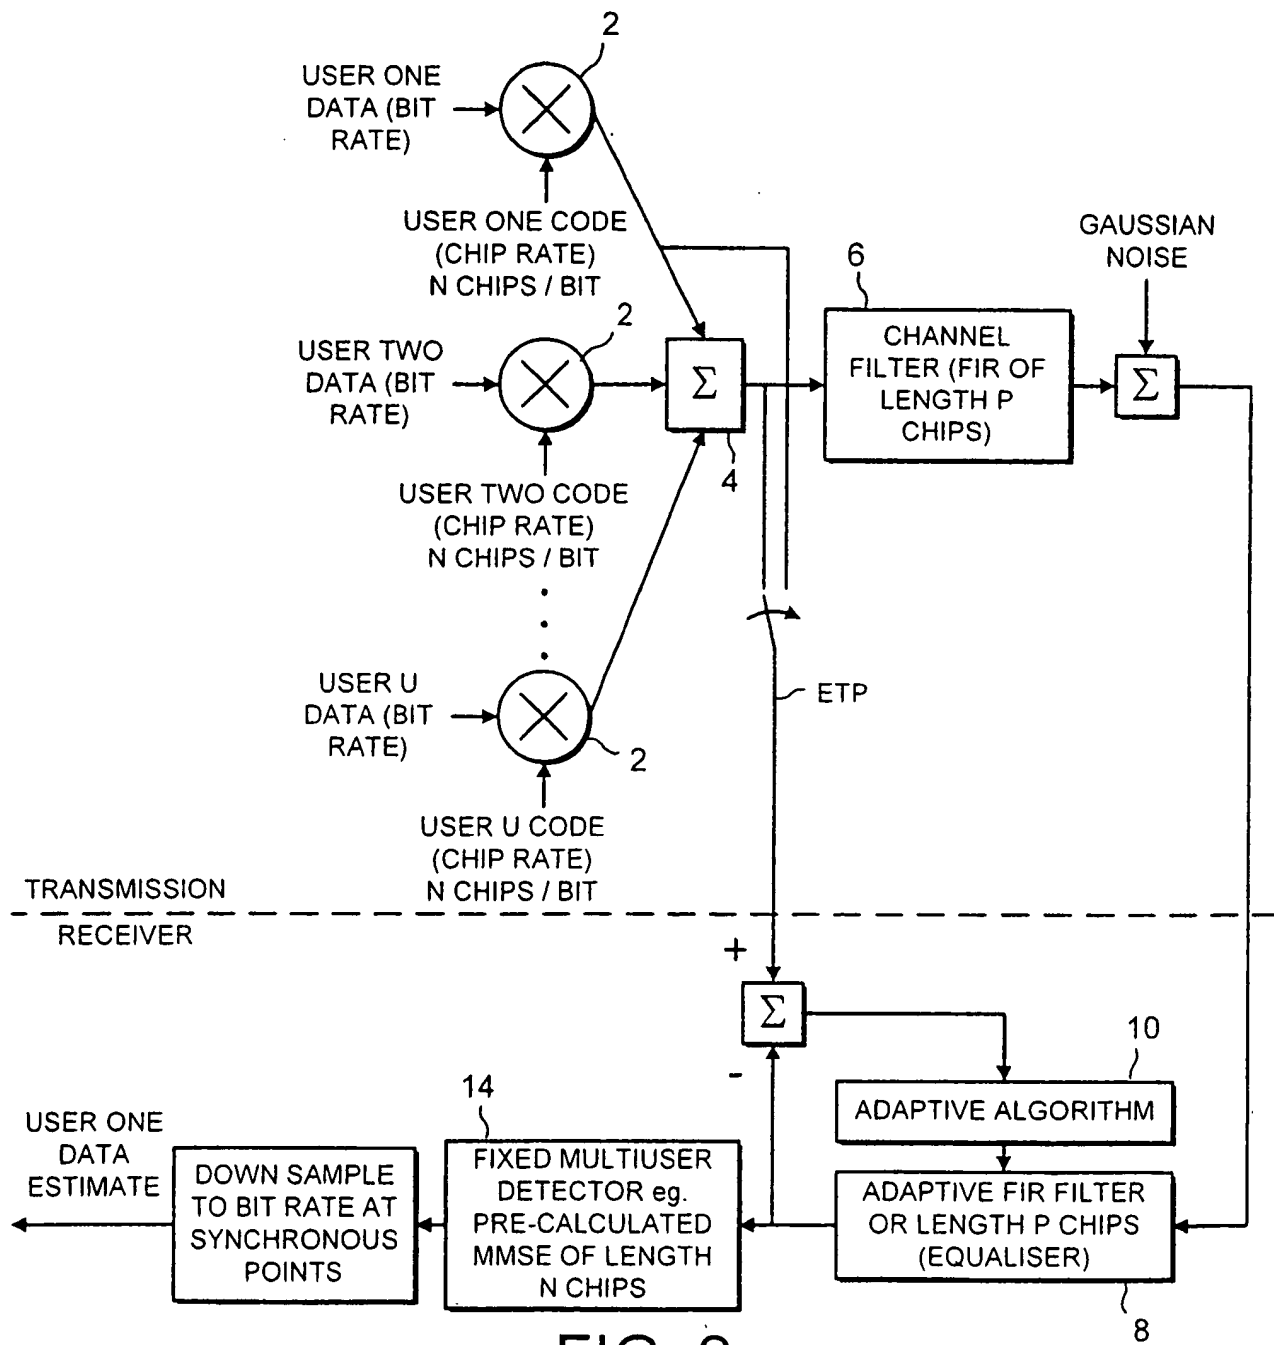 2
USER ONE
DATA (BIT
RATE)
USER ONE CODE
(CHIP RATE)
N CHIPS / BIT
GAUSSIAN
NOISE
6
2
USER TWO
DATA (BIT
RATE)
Σ
CHANNEL
FILTER (FIR OF
LENGTH P
CHIPS)
Σ
4
USER TWO CODE
(CHIP RATE)
N CHIPS / BIT
USER U
DATA (BIT
RATE)
ETP
2
USER U CODE
(CHIP RATE)
N CHIPS / BIT
TRANSMISSION
RECEIVER
+
Σ
-
10
ADAPTIVE ALGORITHM
14
USER ONE
DATA
ESTIMATE
DOWN SAMPLE
TO BIT RATE AT
SYNCHRONOUS
POINTS
FIXED MULTIUSER
DETECTOR eg.
PRE-CALCULATED
MMSE OF LENGTH
N CHIPS
ADAPTIVE FIR FILTER
OR LENGTH P CHIPS
(EQUALISER)
8